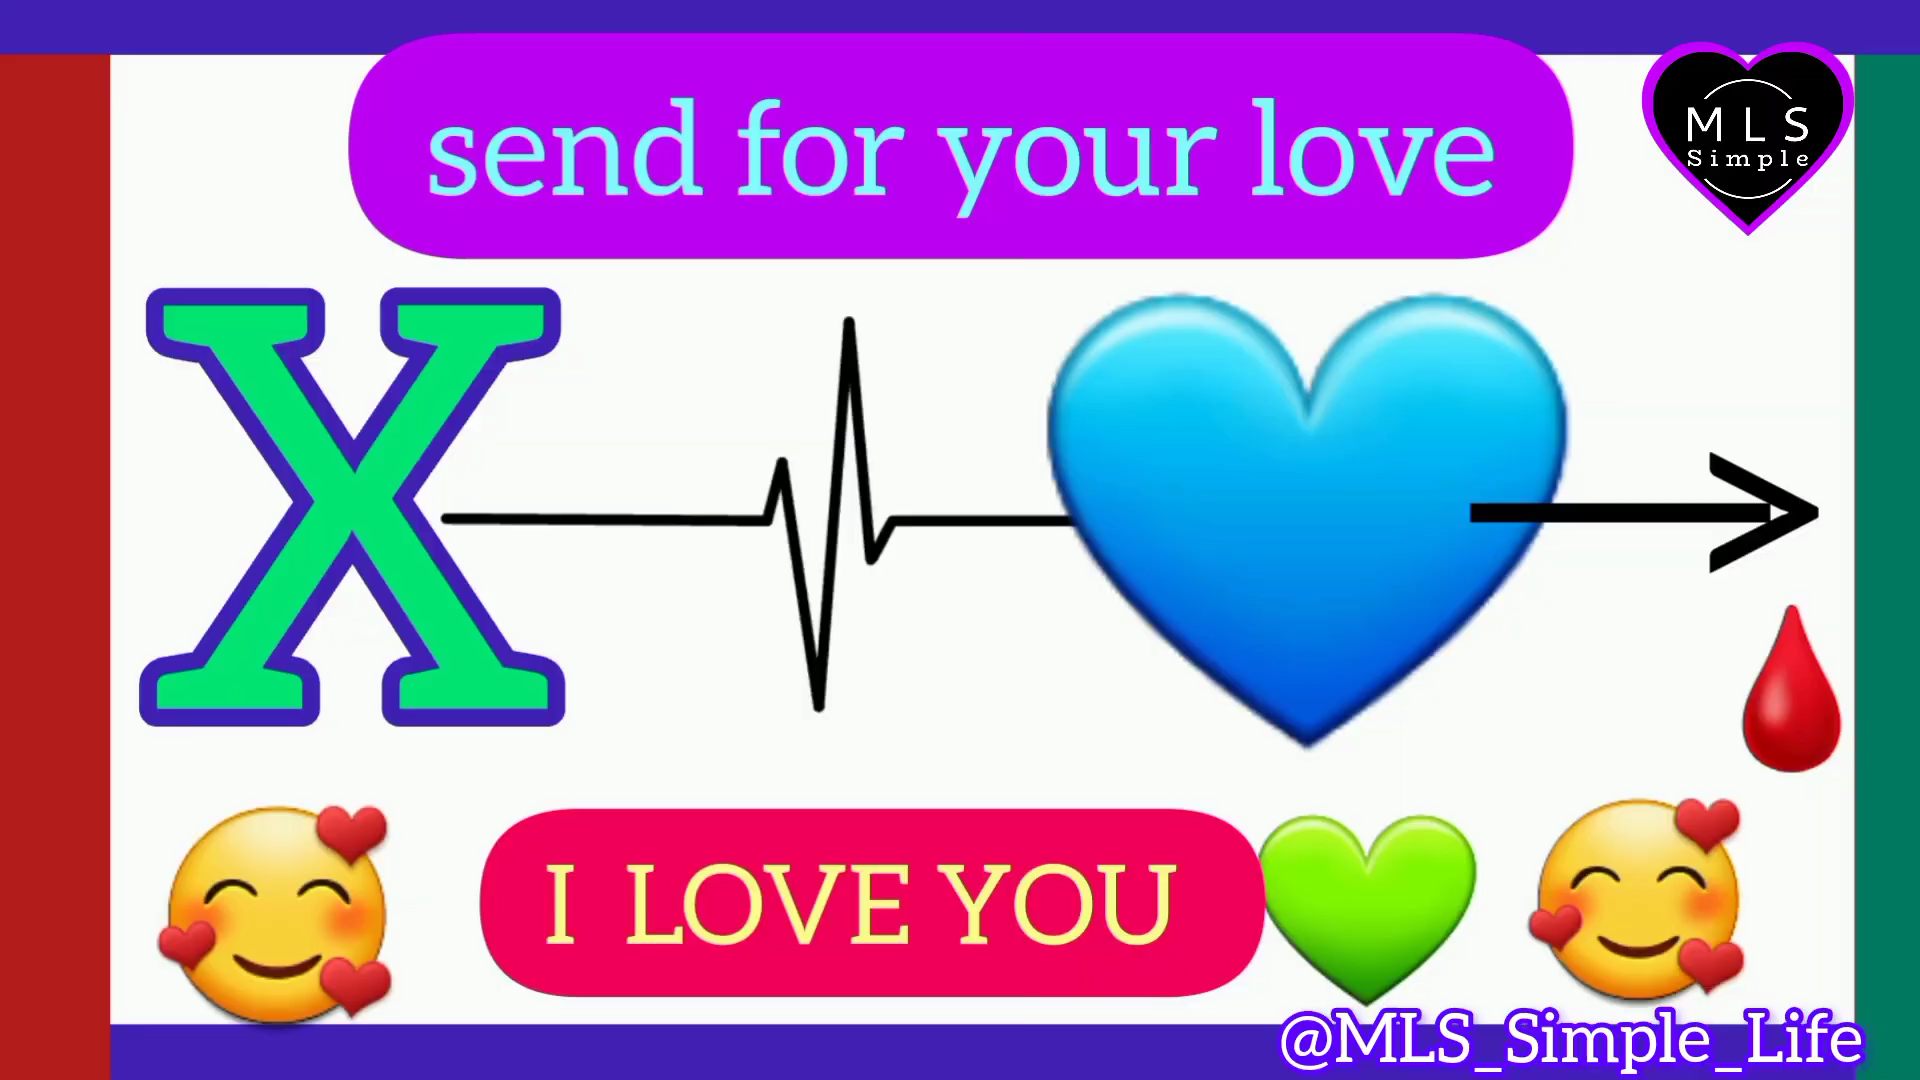 send for your love
M L S
Simple
X
I LOVE YOU
@MLS_Simple_Life